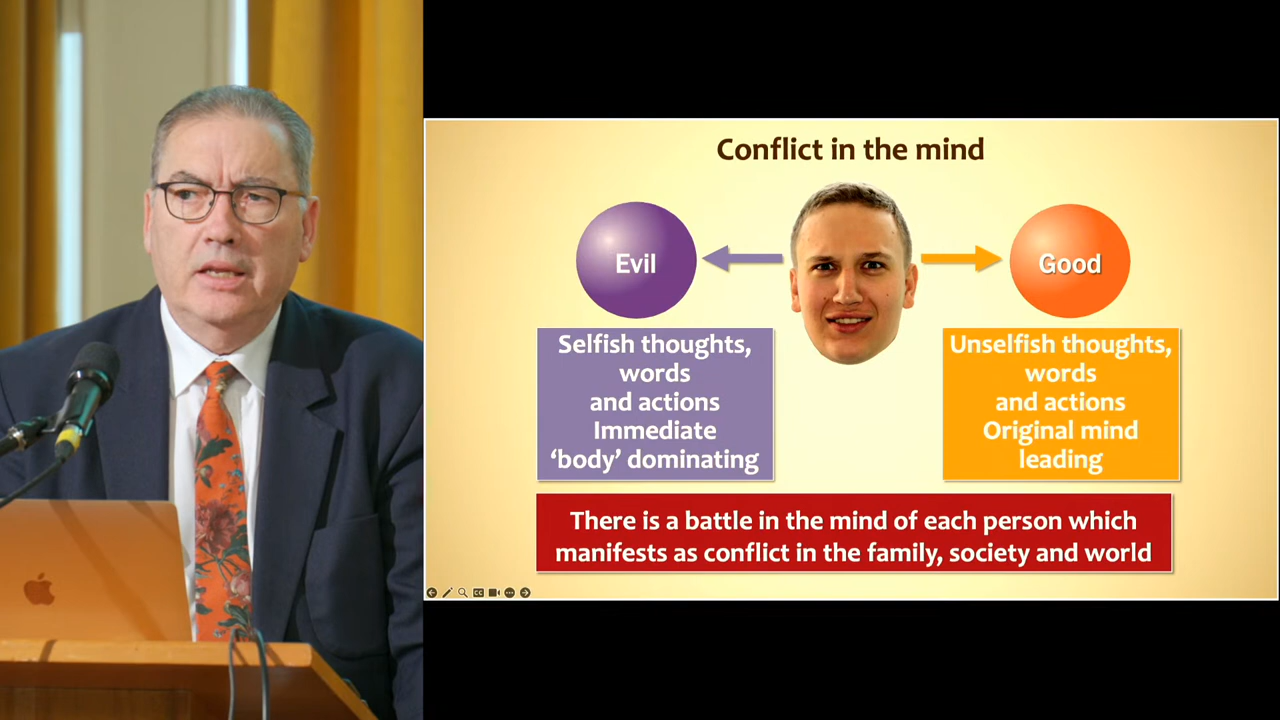 Conflict in the mind
Evil
Good
Selfish thoughts,
words
and actions
Immediate
‘body’ dominating
Unselfish thoughts,
words
and actions
Original mind
leading
There is a battle in the mind of each person which
manifests as conflict in the family, society and world